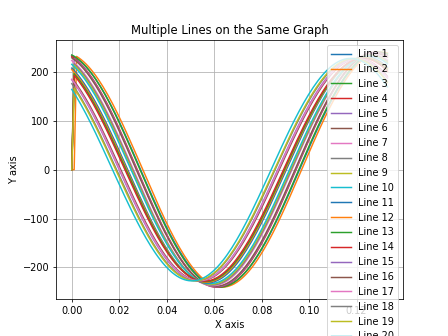 Multiple Lines on the Same Graph
Y axis
200
100
0
−100
−200
0.00
0.02
0.04
0.06
0.08
0.10
X axis
Line 1
Line 2
Line 3
Line 4
Line 5
Line 6
Line 7
Line 8
Line 9
Line 10
Line 11
Line 12
Line 13
Line 14
Line 15
Line 16
Line 17
Line 18
Line 19
Line 20